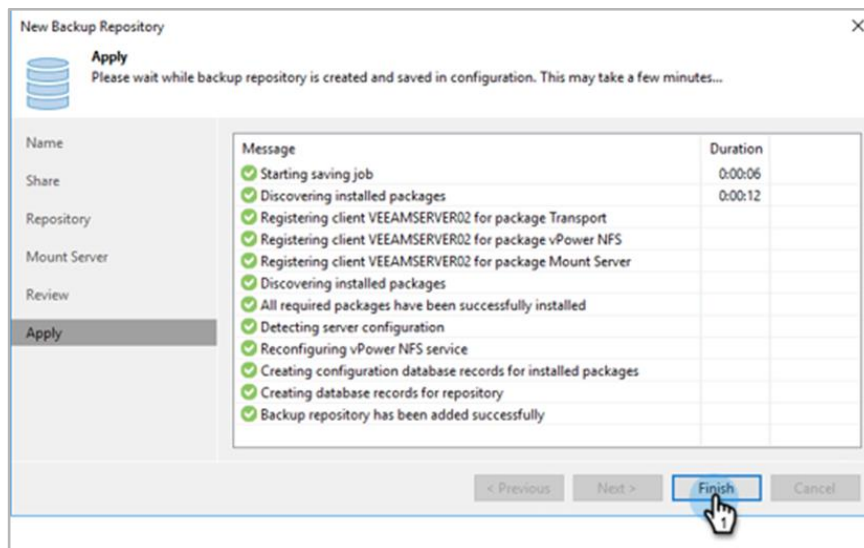 New Backup Repository
Apply
Please wait while backup repository is created and saved in configuration. This may take a few minutes...
Name
Share
Repository
Mount Server
Review
Apply
Message Duration
Starting saving job 0:00:06
Discovering installed packages 0:00:12
Registering client VEEAMSERVER02 for package Transport
Registering client VEEAMSERVER02 for package vPower NFS
Registering client VEEAMSERVER02 for package Mount Server
Discovering installed packages
All required packages have been successfully installed
Detecting server configuration
Reconfiguring vPower NFS service
Creating configuration database records for installed packages
Creating database records for repository
Backup repository has been added successfully
< Previous Next > Finish Cancel
1